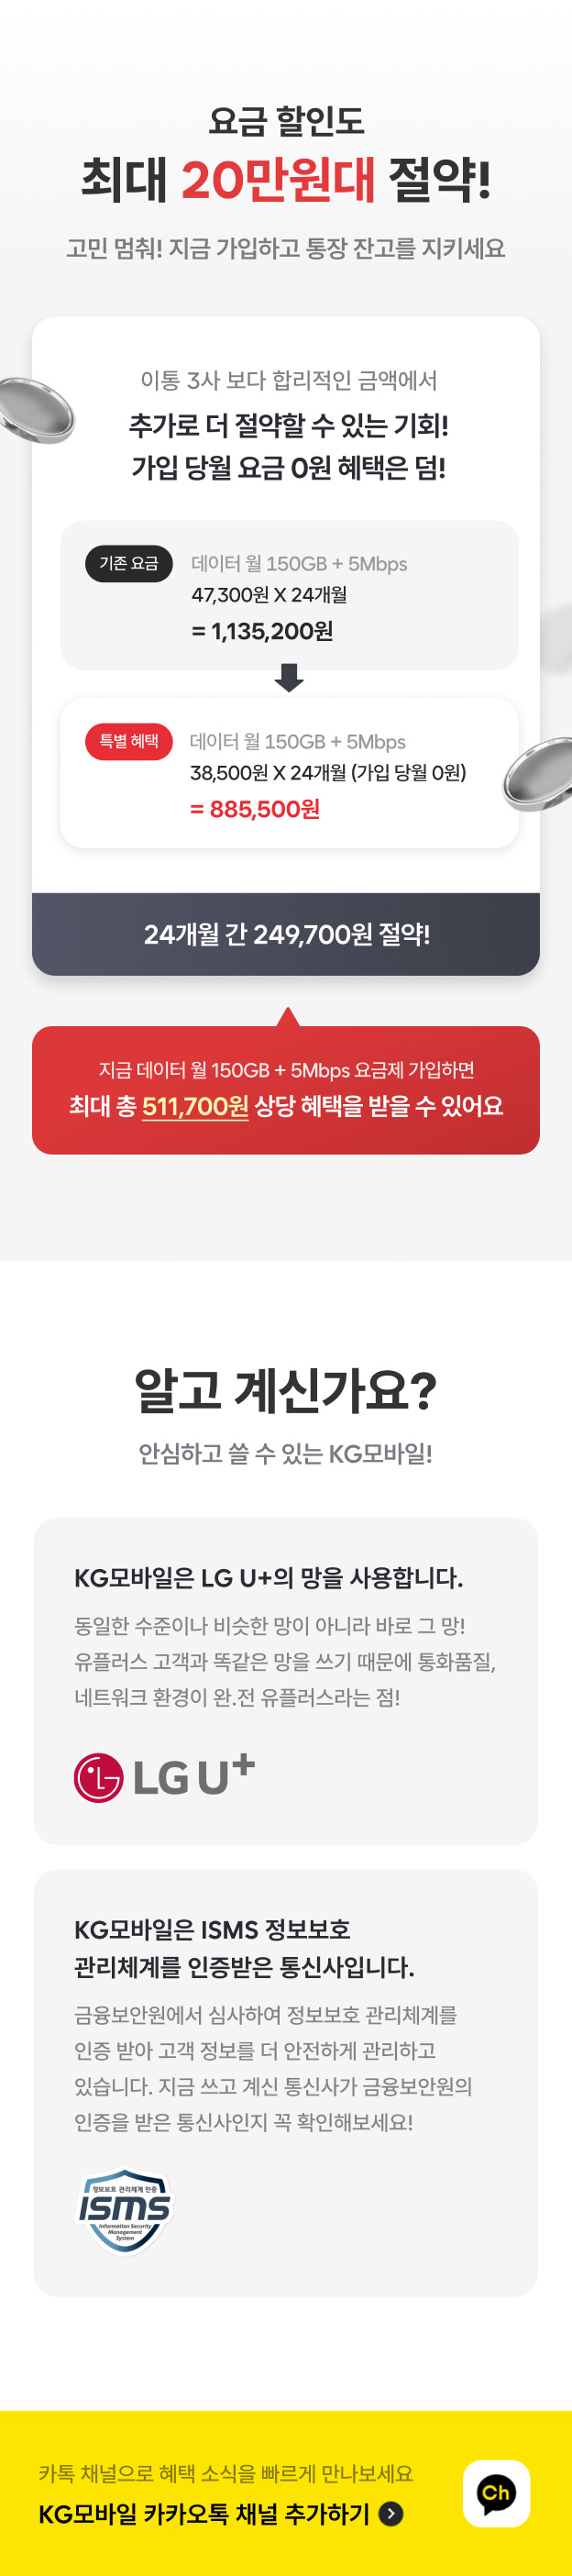 요금 할인도
최대 20만원대 절약!
고민 멈춰! 지금 가입하고 통장 잔고를 지키세요
이통 3사 보다 합리적인 금액에서
추가로 더 절약할 수 있는 기회!
가입 당월 요금 0원 혜택은 덤!
기존 요금 데이터 월 150GB + 5Mbps
47,300원 X 24개월
= 1,135,200원
특별 혜택 데이터 월 150GB + 5Mbps
38,500원 X 24개월 (가입 당월 0원)
= 885,500원
24개월 간 249,700원 절약!
지금 데이터 월 150GB + 5Mbps 요금제 가입하면
최대 총 511,700원 상당 혜택을 받을 수 있어요
알고 계신가요?
안심하고 쓸 수 있는 KG모바일!
KG모바일은 LG U+의 망을 사용합니다.
동일한 수준이나 비슷한 망이 아니라 바로 그 망!
유플러스 고객과 똑같은 망을 쓰기 때문에 통화품질,
네트워크 환경이 완.전 유플러스라는 점!
LG U+
KG모바일은 ISMS 정보보호
관리체계를 인증받은 통신사입니다.
금융보안원에서 심사하여 정보보호 관리체계를
인증 받아 고객 정보를 더 안전하게 관리하고
있습니다. 지금 쓰고 계신 통신사가 금융보안원의
인증을 받은 통신사인지 꼭 확인해보세요!
정보보호 관리체계 인증
ISMS
Information Security
Management
System
카톡 채널으로 혜택 소식을 빠르게 만나보세요
KG모바일 카카오톡 채널 추가하기
Ch